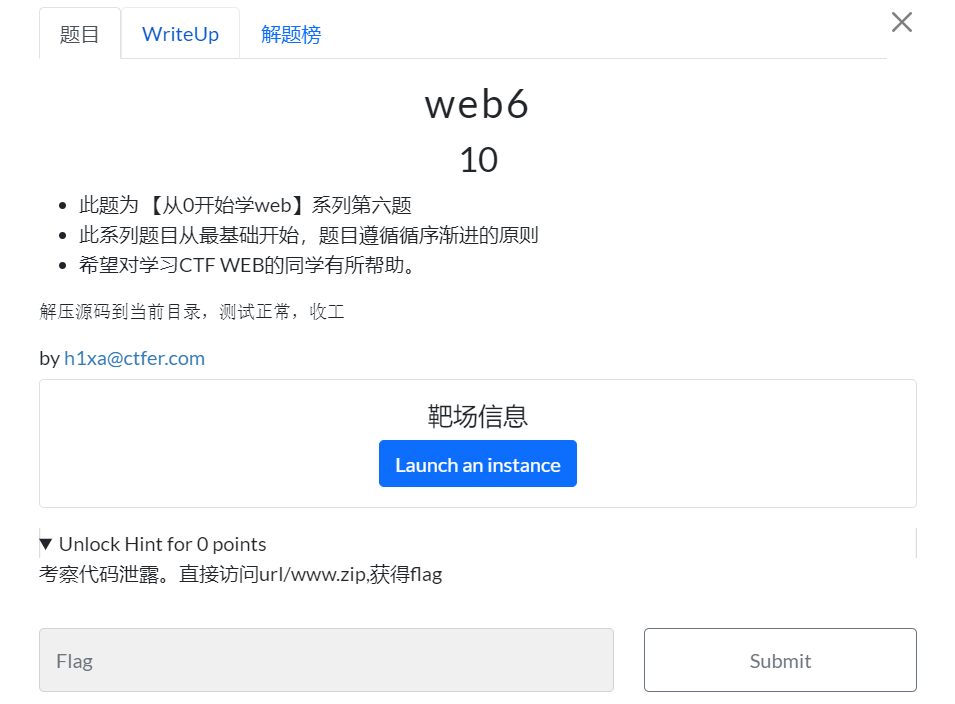 题目 WriteUp 解题榜
web6
10
此题为 【从0开始学web】系列第六题
此系列题目从最基础开始，题目遵循循序渐进的原则
希望对学习CTF WEB的同学有所帮助。
解压源码到当前目录，测试正常，收工
by h1xa@ctfer.com
靶场信息
Launch an instance
Unlock Hint for 0 points
考察代码泄露。直接访问url/www.zip,获得flag
Flag Submit